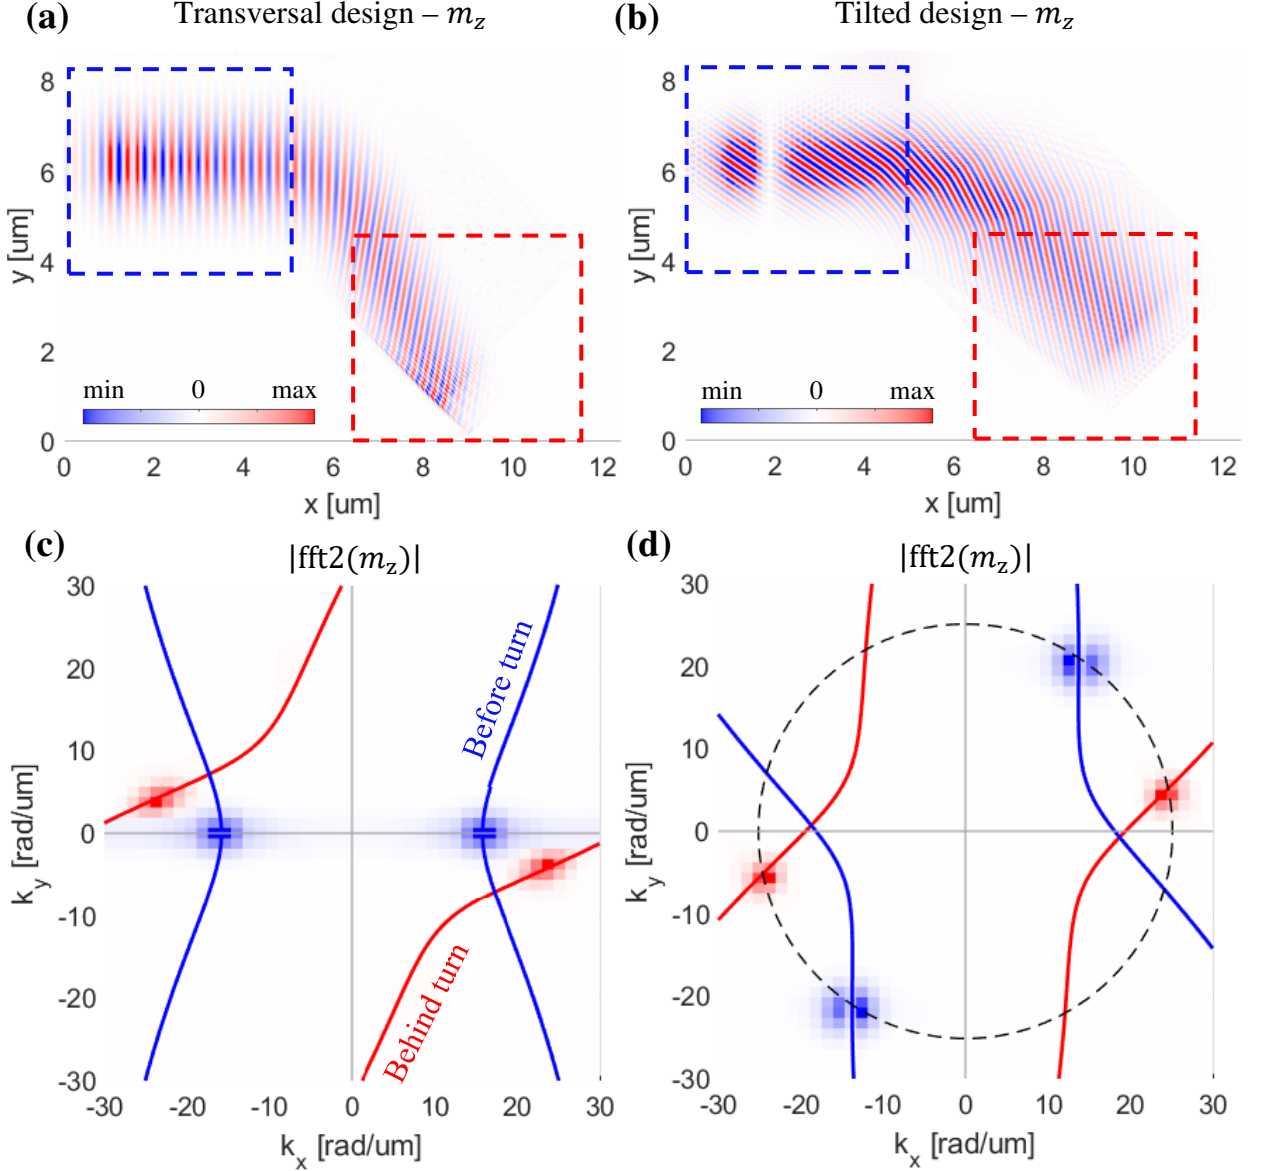 (a) Transversal design – m_z
(b) Tilted design – m_z
8
6
4
2
0
y [um]
min 0 max
0 2 4 6 8 10 12
x [um]
8
6
4
2
0
y [um]
min 0 max
0 2 4 6 8 10 12
x [um]
(c)
|fft2(m_z)|
30
20
10
0
-10
-20
-30
k_y [rad/um]
Before turn
Behind turn
-30 -20 -10 0 10 20 30
k_x [rad/um]
(d)
|fft2(m_z)|
30
20
10
0
-10
-20
-30
k_y [rad/um]
-30 -20 -10 0 10 20 30
k_x [rad/um]